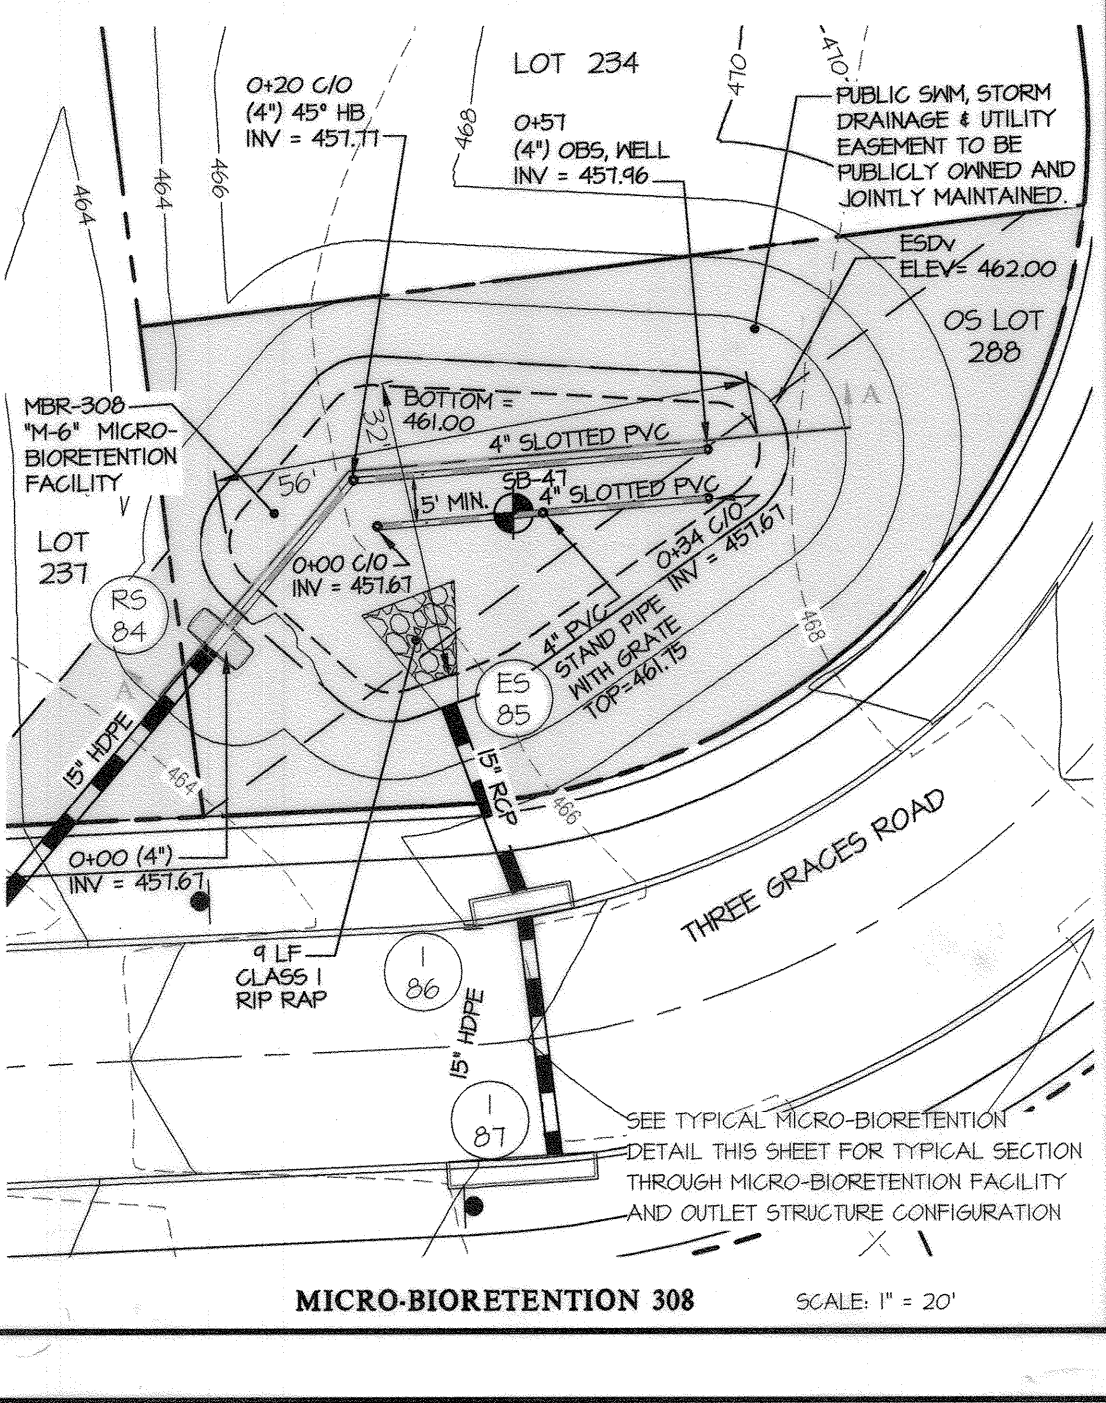 LOT 234
470
470
0+20 C/O
(4") 45° HB
INV = 457.77
468
0+57
(4") OBS, WELL
INV = 457.96
PUBLIC SWM, STORM
DRAINAGE & UTILITY
EASEMENT TO BE
PUBLICLY OWNED AND
JOINTLY MAINTAINED.
464
464
466
ESDv
ELEV= 462.00
OS LOT
288
A
MBR-308
"M-6" MICRO-
BIORETENTION
FACILITY
BOTTOM =
461.00
32'
4" SLOTTED PVC
56'
5' MIN.
SB-47
4" SLOTTED PVC
LOT
237
0+00 C/O
INV = 457.67
0+34 C/O
INV = 457.67
RS
84
4" PVC
STAND PIPE
WITH GRATE
TOP=461.75
468
A
ES
85
15" HDPE
464
15" RCP
466
0+00 (4")
INV = 457.67
THREE GRACES ROAD
9 LF
CLASS I
RIP RAP
I
86
15" HDPE
I
87
SEE TYPICAL MICRO-BIORETENTION
DETAIL THIS SHEET FOR TYPICAL SECTION
THROUGH MICRO-BIORETENTION FACILITY
AND OUTLET STRUCTURE CONFIGURATION
MICRO-BIORETENTION 308
SCALE: 1" = 20'